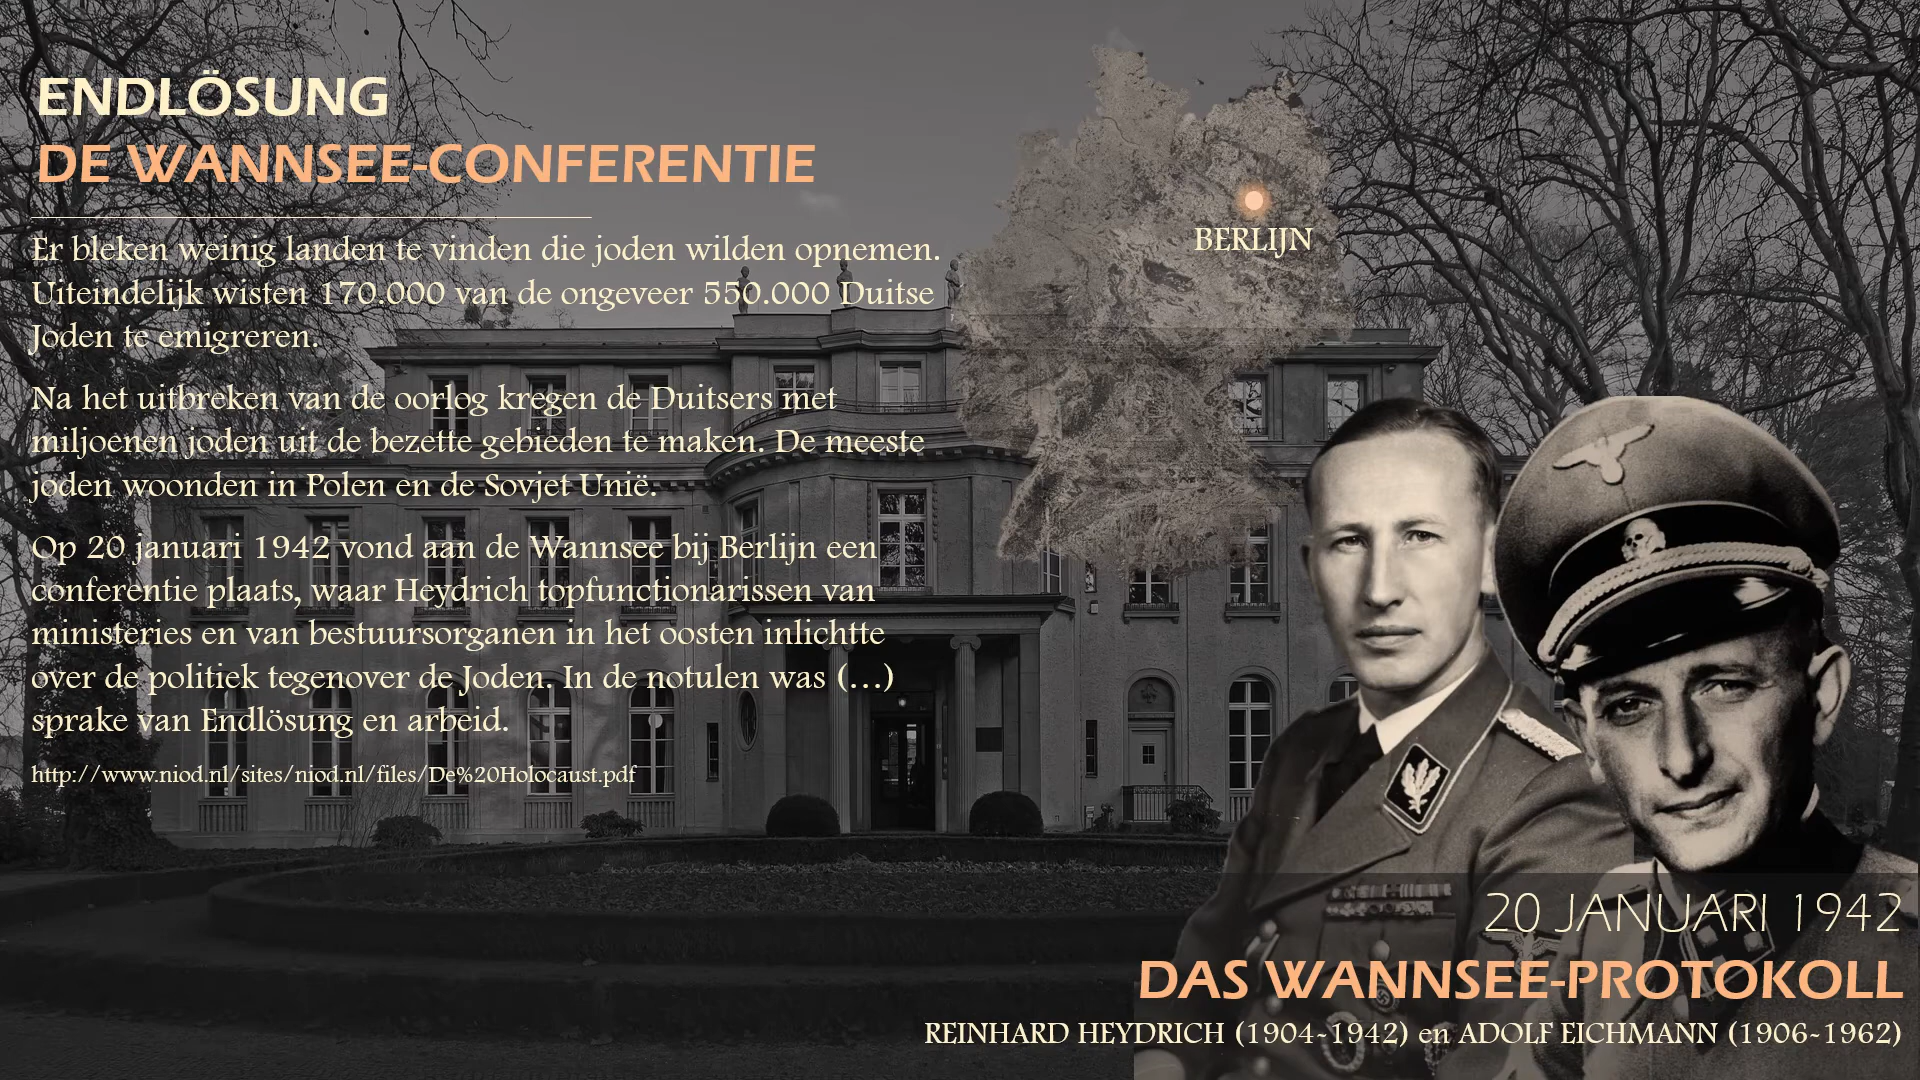 ENDLÖSUNG
DE WANNSEE-CONFERENTIE
Er bleken weinig landen te vinden die joden wilden opnemen.
Uiteindelijk wisten 170.000 van de ongeveer 550.000 Duitse
Joden te emigreren.
Na het uitbreken van de oorlog kregen de Duitsers met
miljoenen joden uit de bezette gebieden te maken. De meeste
joden woonden in Polen en de Sovjet Unië.
Op 20 januari 1942 vond aan de Wannsee bij Berlijn een
conferentie plaats, waar Heydrich topfunctionarissen van
ministeries en van bestuursorganen in het oosten inlichtte
over de politiek tegenover de Joden. In de notulen was (…)
sprake van Endlösung en arbeid.
http://www.niod.nl/sites/niod.nl/files/De%20Holocaust.pdf
BERLIJN
20 JANUARI 1942
DAS WANNSEE-PROTOKOLL
REINHARD HEYDRICH (1904-1942) en ADOLF EICHMANN (1906-1962)